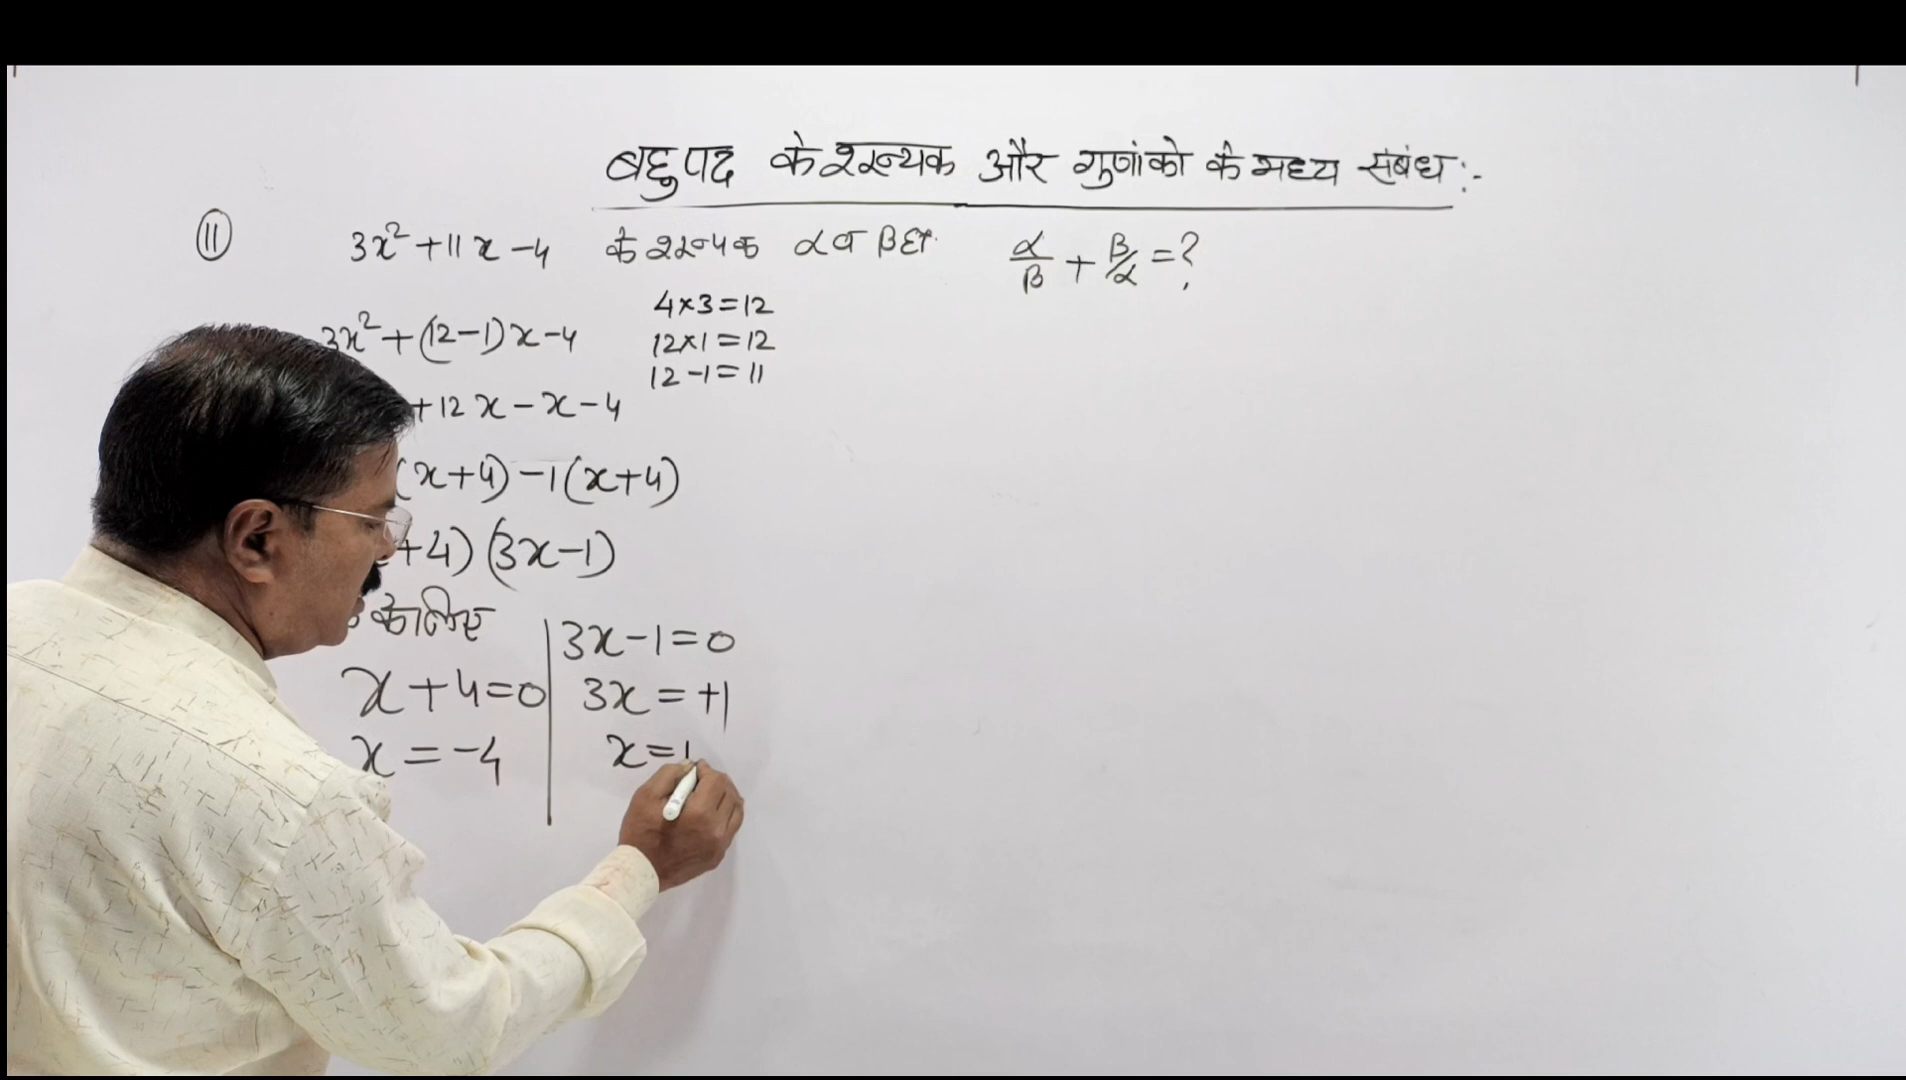 बहुपद के शून्यक और गुणांको के मध्य संबंध :-
(11) 3x² + 11x - 4 के शून्यक α व β हो α/β + β/α = ?
4×3=12
3x² + (12-1)x - 4 12×1=12
12-1=11
+12x - x - 4
(x+4) -1(x+4)
+4) (3x-1)
के लिए
3x-1=0
x+4=0 3x=+1
x=-4 x=1